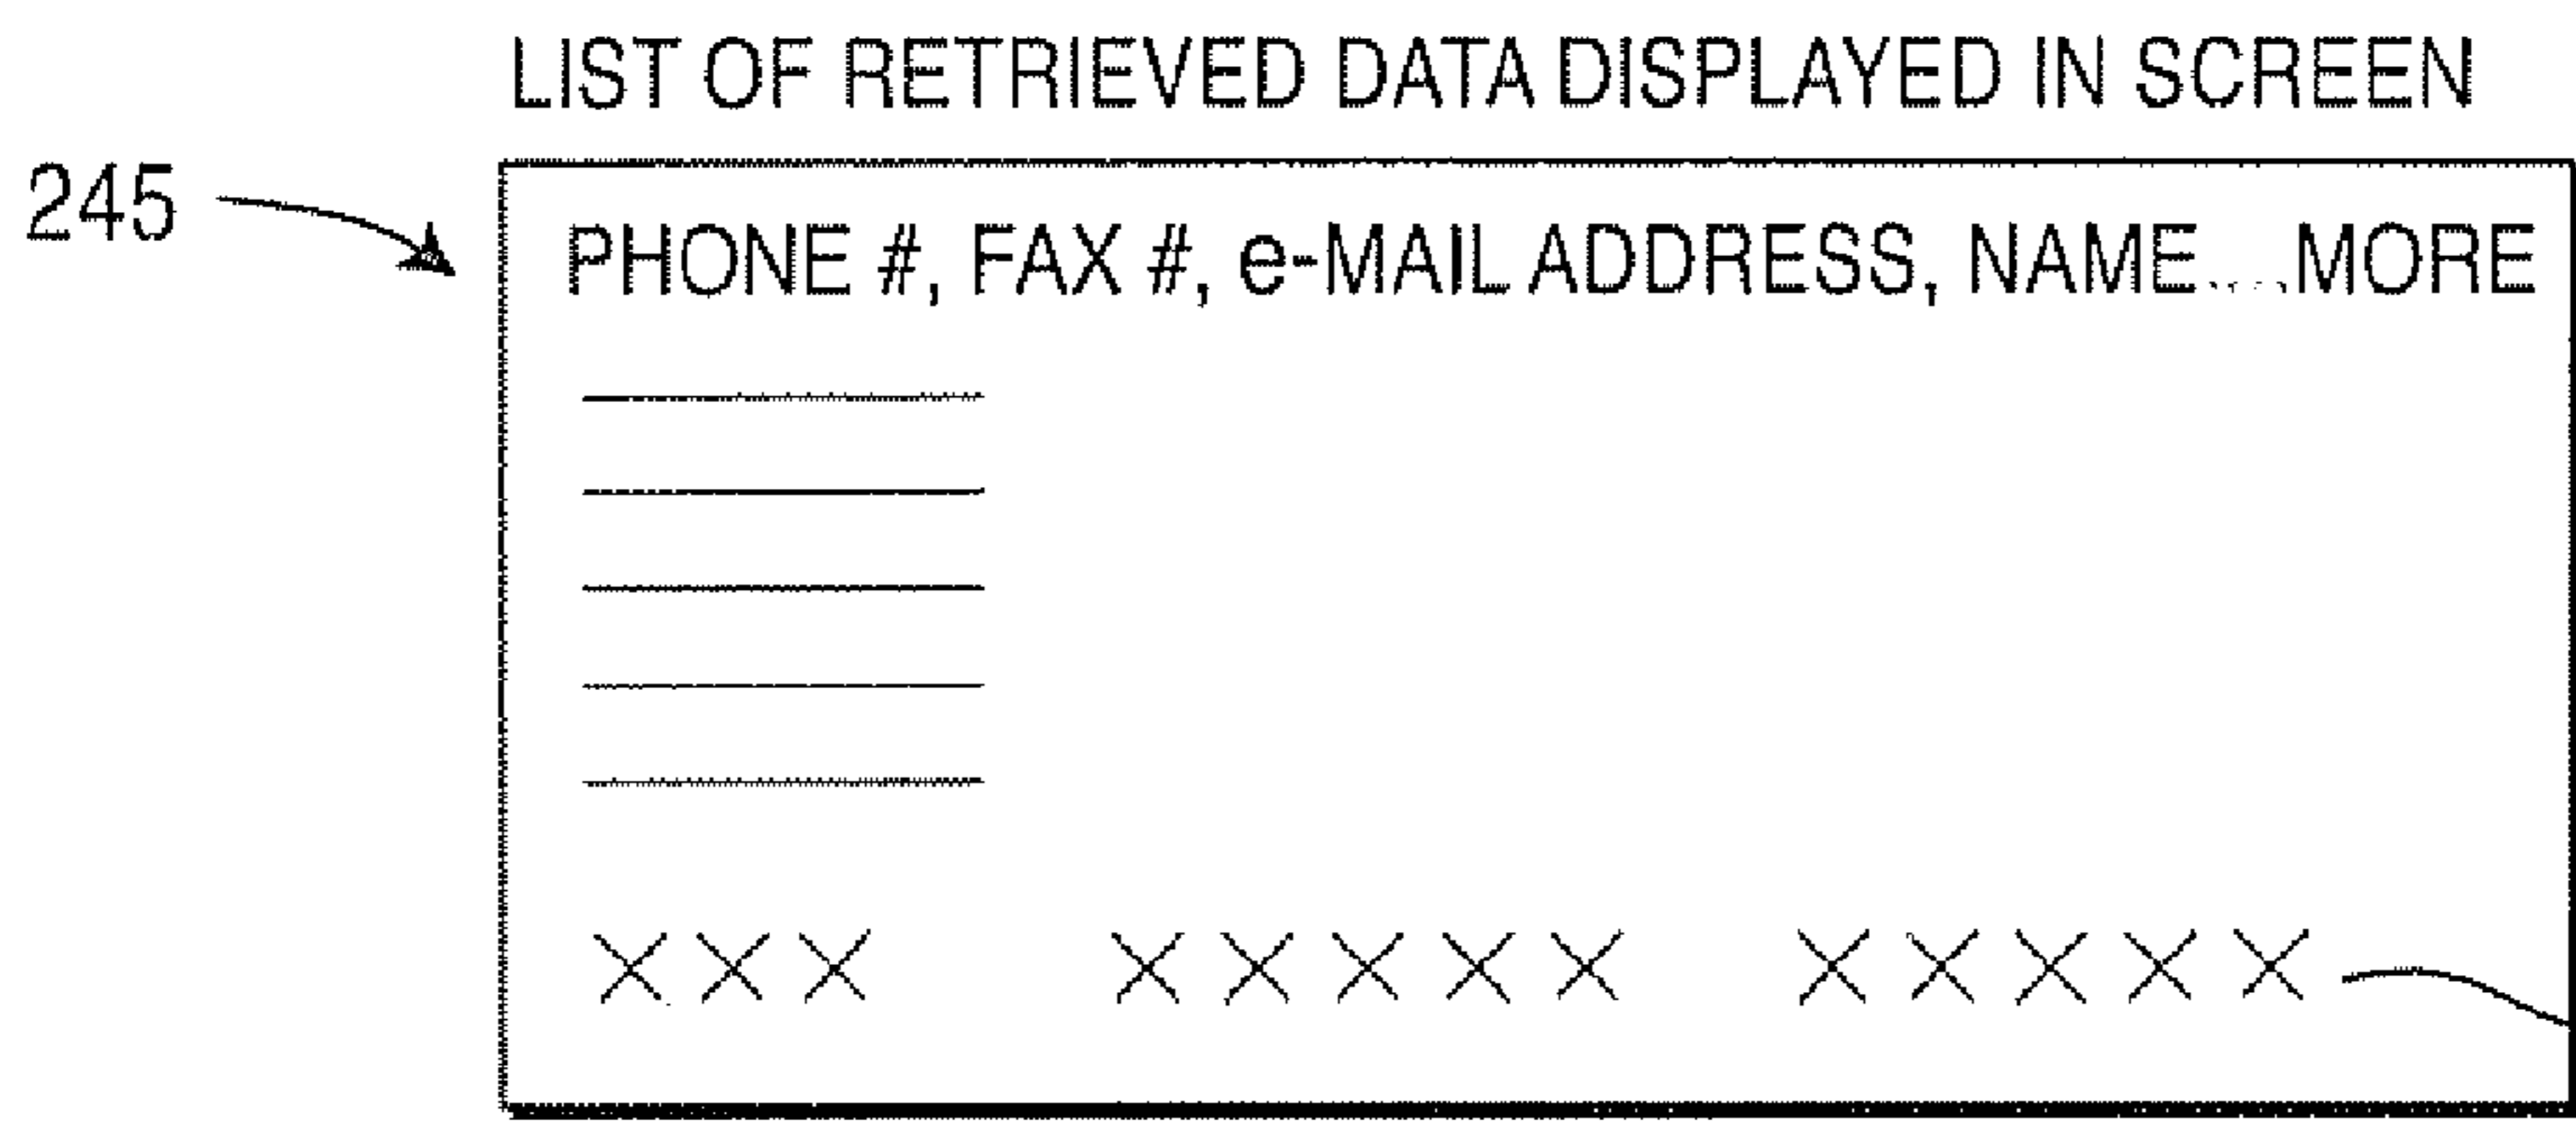 LIST OF RETRIEVED DATA DISPLAYED IN SCREEN
245
PHONE #, FAX #, e-MAIL ADDRESS, NAME....MORE
XXX XXXXX XXXXX